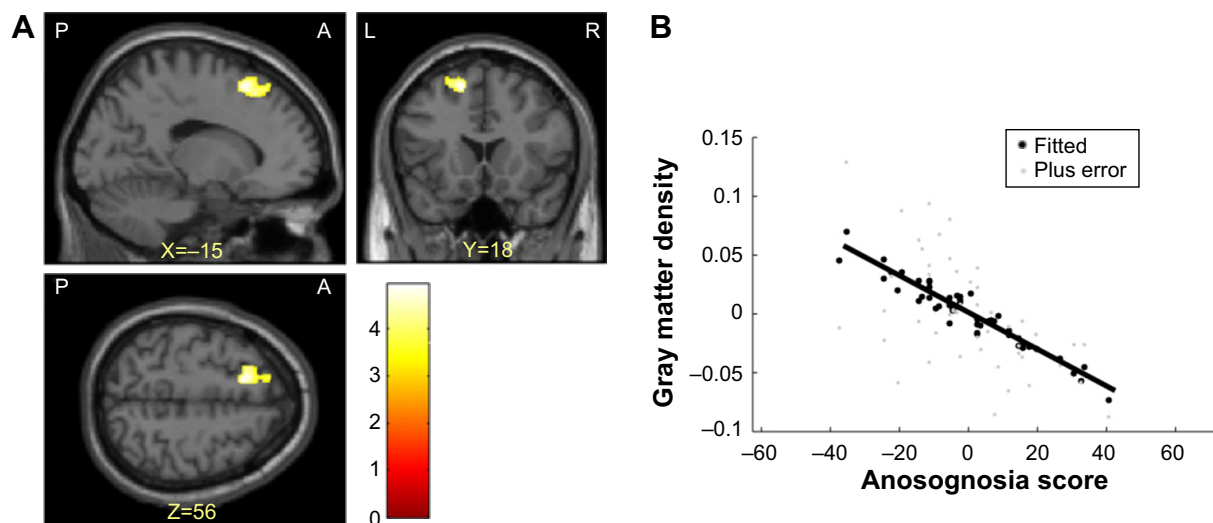 A
P A
X=–15
L R
Y=18
P A
Z=56
4
3
2
1
0
B
Gray matter density
0.15
0.1
0.05
0
–0.05
–0.1
Fitted
Plus error
–60 –40 –20 0 20 40 60
Anosognosia score